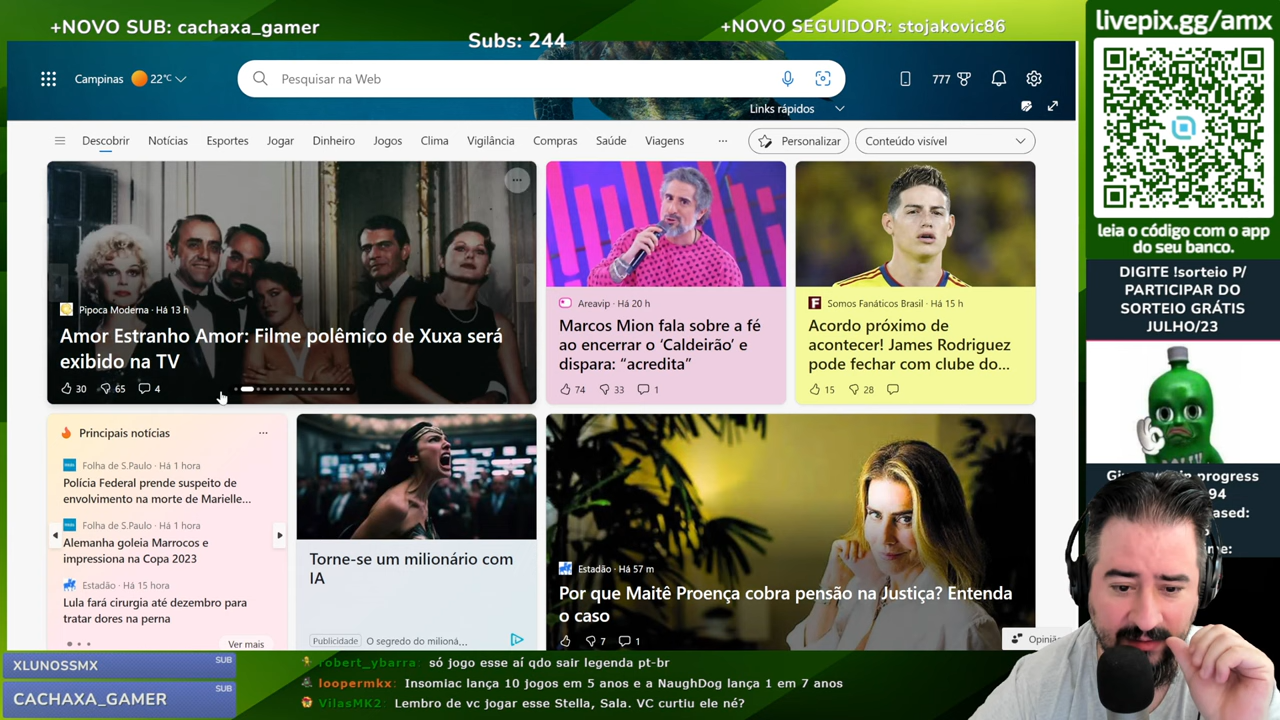 +NOVO SUB: cachaxa_gamer
Subs: 244
+NOVO SEGUIDOR: stojakovic86
livepix.gg/amx
leia o código com o app
do seu banco.
Campinas
22°C
Pesquisar na Web
777
Links rápidos
Descobrir
Notícias
Esportes
Jogar
Dinheiro
Jogos
Clima
Vigilância
Compras
Saúde
Viagens
Personalizar
Conteúdo visível
Pipoca Moderna · Há 13 h
Amor Estranho Amor: Filme polêmico de Xuxa será
exibido na TV
30
65
4
Areavip · Há 20 h
Marcos Mion fala sobre a fé
ao encerrar o ‘Caldeirão’ e
dispara: “acredita”
74
33
1
Somos Fanáticos Brasil · Há 15 h
Acordo próximo de
acontecer! James Rodriguez
pode fechar com clube do...
15
28
Principais notícias
Folha de S.Paulo · Há 1 hora
Polícia Federal prende suspeito de
envolvimento na morte de Marielle...
Folha de S.Paulo · Há 1 hora
Alemanha goleia Marrocos e
impressiona na Copa 2023
Estadão · Há 15 hora
Lula fará cirurgia até dezembro para
tratar dores na perna
Ver mais
Torne-se um milionário com
IA
Publicidade
O segredo do milioná...
Estadão · Há 57 m
Por que Maitê Proença cobra pensão na Justiça? Entenda
o caso
7
1
DIGITE !sorteio P/
PARTICIPAR DO
SORTEIO GRÁTIS
JULHO/23
progress
94
XLUNOSSMX
SUB
CACHAXA_GAMER
SUB
robert_ybarra: só jogo esse aí qdo sair legenda pt-br
loopermkx: Insomiac lança 10 jogos em 5 anos e a NaughDog lança 1 em 7 anos
VilasMK2: Lembro de vc jogar esse Stella, Sala. VC curtiu ele né?